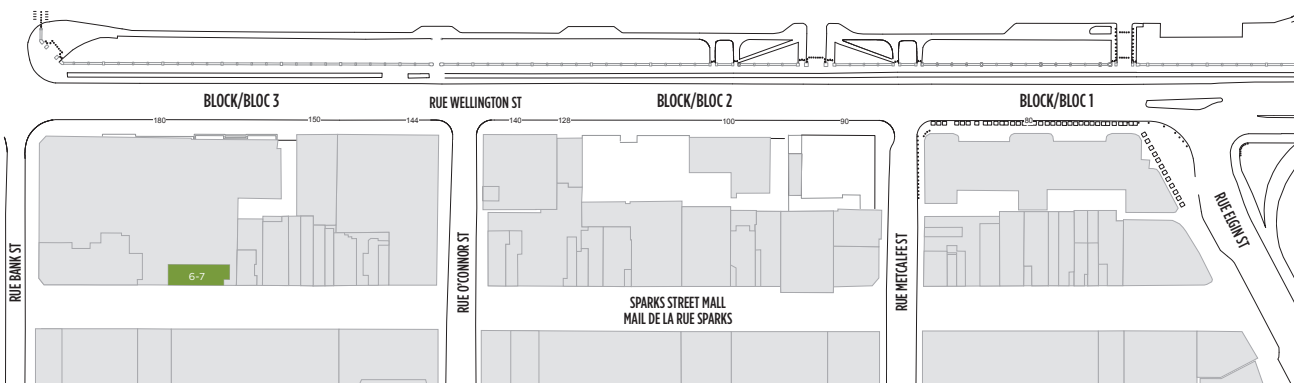 BLOCK/BLOC 3
RUE WELLINGTON ST
BLOCK/BLOC 2
BLOCK/BLOC 1
180
150
144
140
128
100
90
80
RUE BANK ST
6-7
RUE O'CONNOR ST
SPARKS STREET MALL
MAIL DE LA RUE SPARKS
RUE METCALFE ST
RUE ELGIN ST